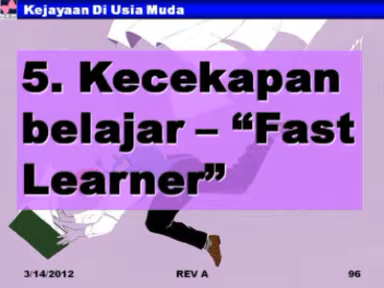 Kejayaan Di Usia Muda
5. Kecekapan
belajar – “Fast
Learner”
3/14/2012 REV A 96